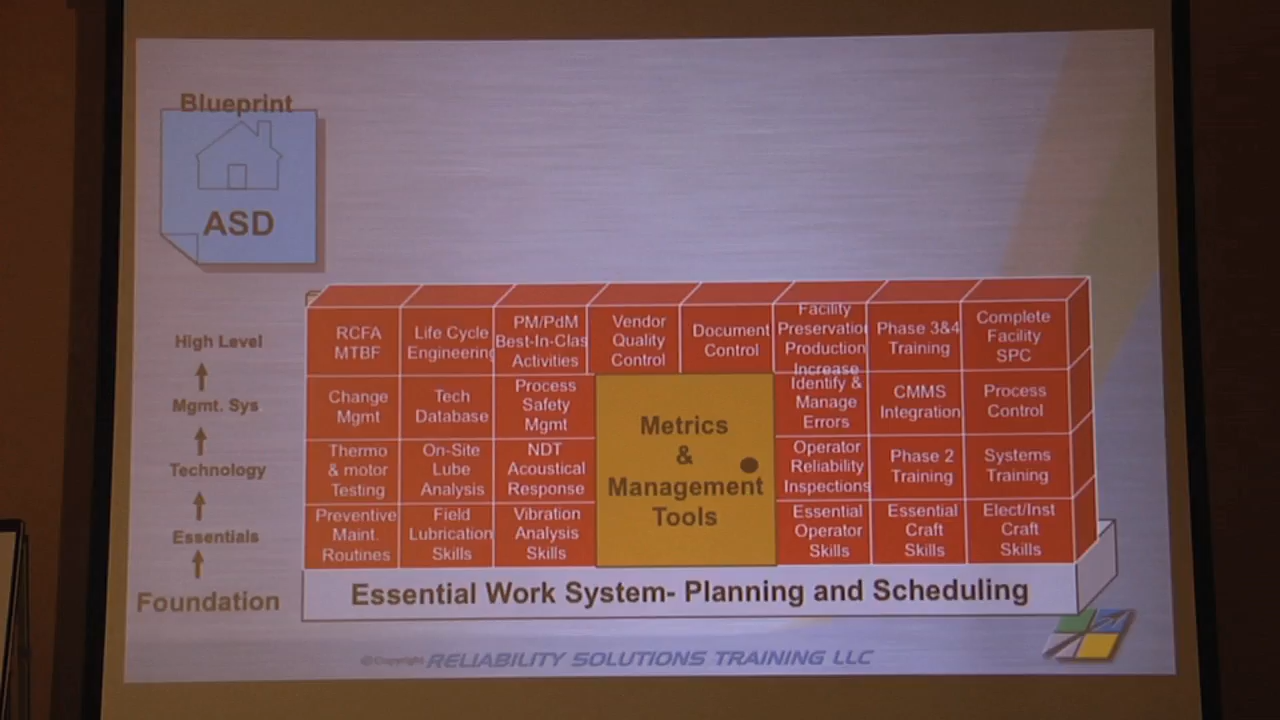 Blueprint
ASD
High Level
Mgmt. Sys.
Technology
Essentials
Foundation
RCFA
MTBF
Life Cycle
Engineering
PM/PdM
Best-In-Clas
Activities
Vendor
Quality
Control
Document
Control
Facility
Preservation
Production
Increase
Phase 3&4
Training
Complete
Facility
SPC
Change
Mgmt
Tech
Database
Process
Safety
Mgmt
Metrics
&
Management
Tools
Identify &
Manage
Errors
CMMS
Integration
Process
Control
Thermo
& motor
Testing
On-Site
Lube
Analysis
NDT
Acoustical
Response
Operator
Reliability
Inspections
Phase 2
Training
Systems
Training
Preventive
Maint.
Routines
Field
Lubrication
Skills
Vibration
Analysis
Skills
Essential
Operator
Skills
Essential
Craft
Skills
Elect/Inst
Craft
Skills
Essential Work System- Planning and Scheduling
©Copyright RELIABILITY SOLUTIONS TRAINING LLC